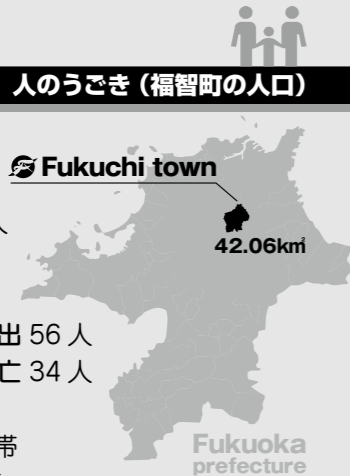 人のうごき（福智町の人口）
Fukuchi town
人
42.06k㎡
出 56 人
亡 34 人
帯
Fukuoka
prefecture